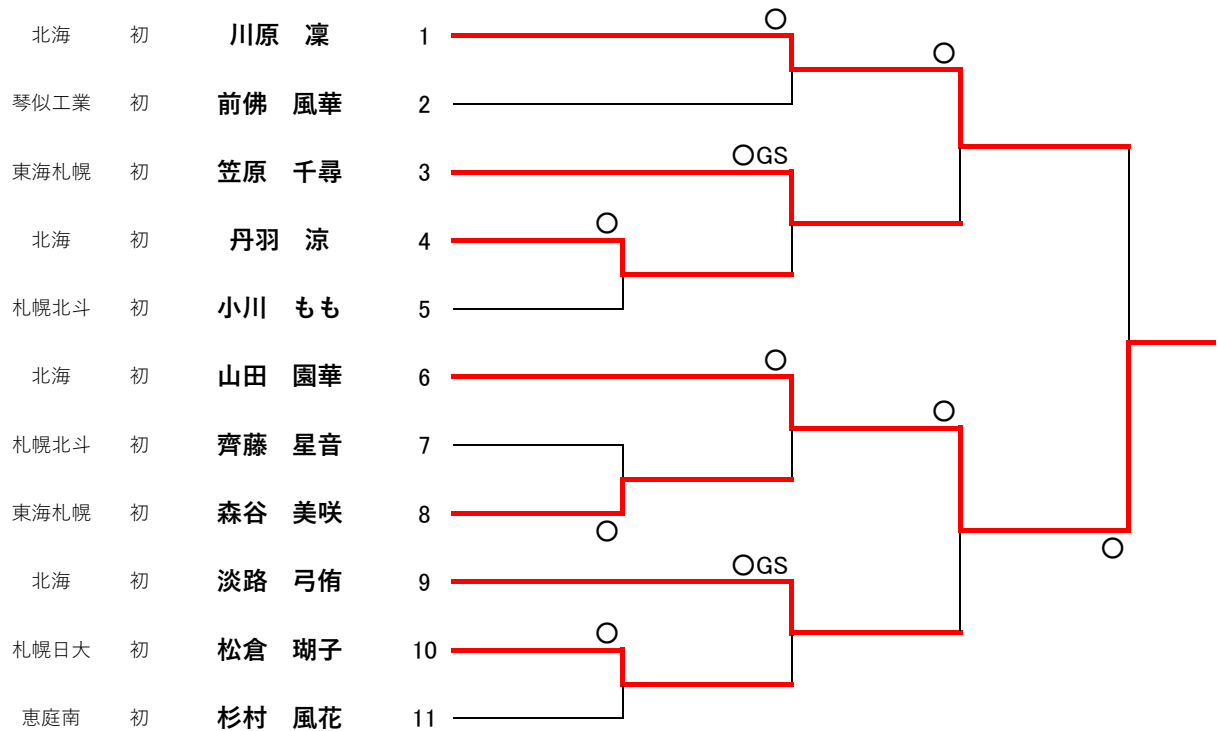 ○
北海 初 川原 凜 1
○
琴似工業 初 前佛 風華 2
○GS
東海札幌 初 笠原 千尋 3
○
北海 初 丹羽 涼 4
札幌北斗 初 小川 もも 5
○
北海 初 山田 園華 6
○
札幌北斗 初 齊藤 星音 7
東海札幌 初 森谷 美咲 8
○
○
○GS
北海 初 淡路 弓侑 9
○
札幌日大 初 松倉 瑚子 10
恵庭南 初 杉村 風花 11